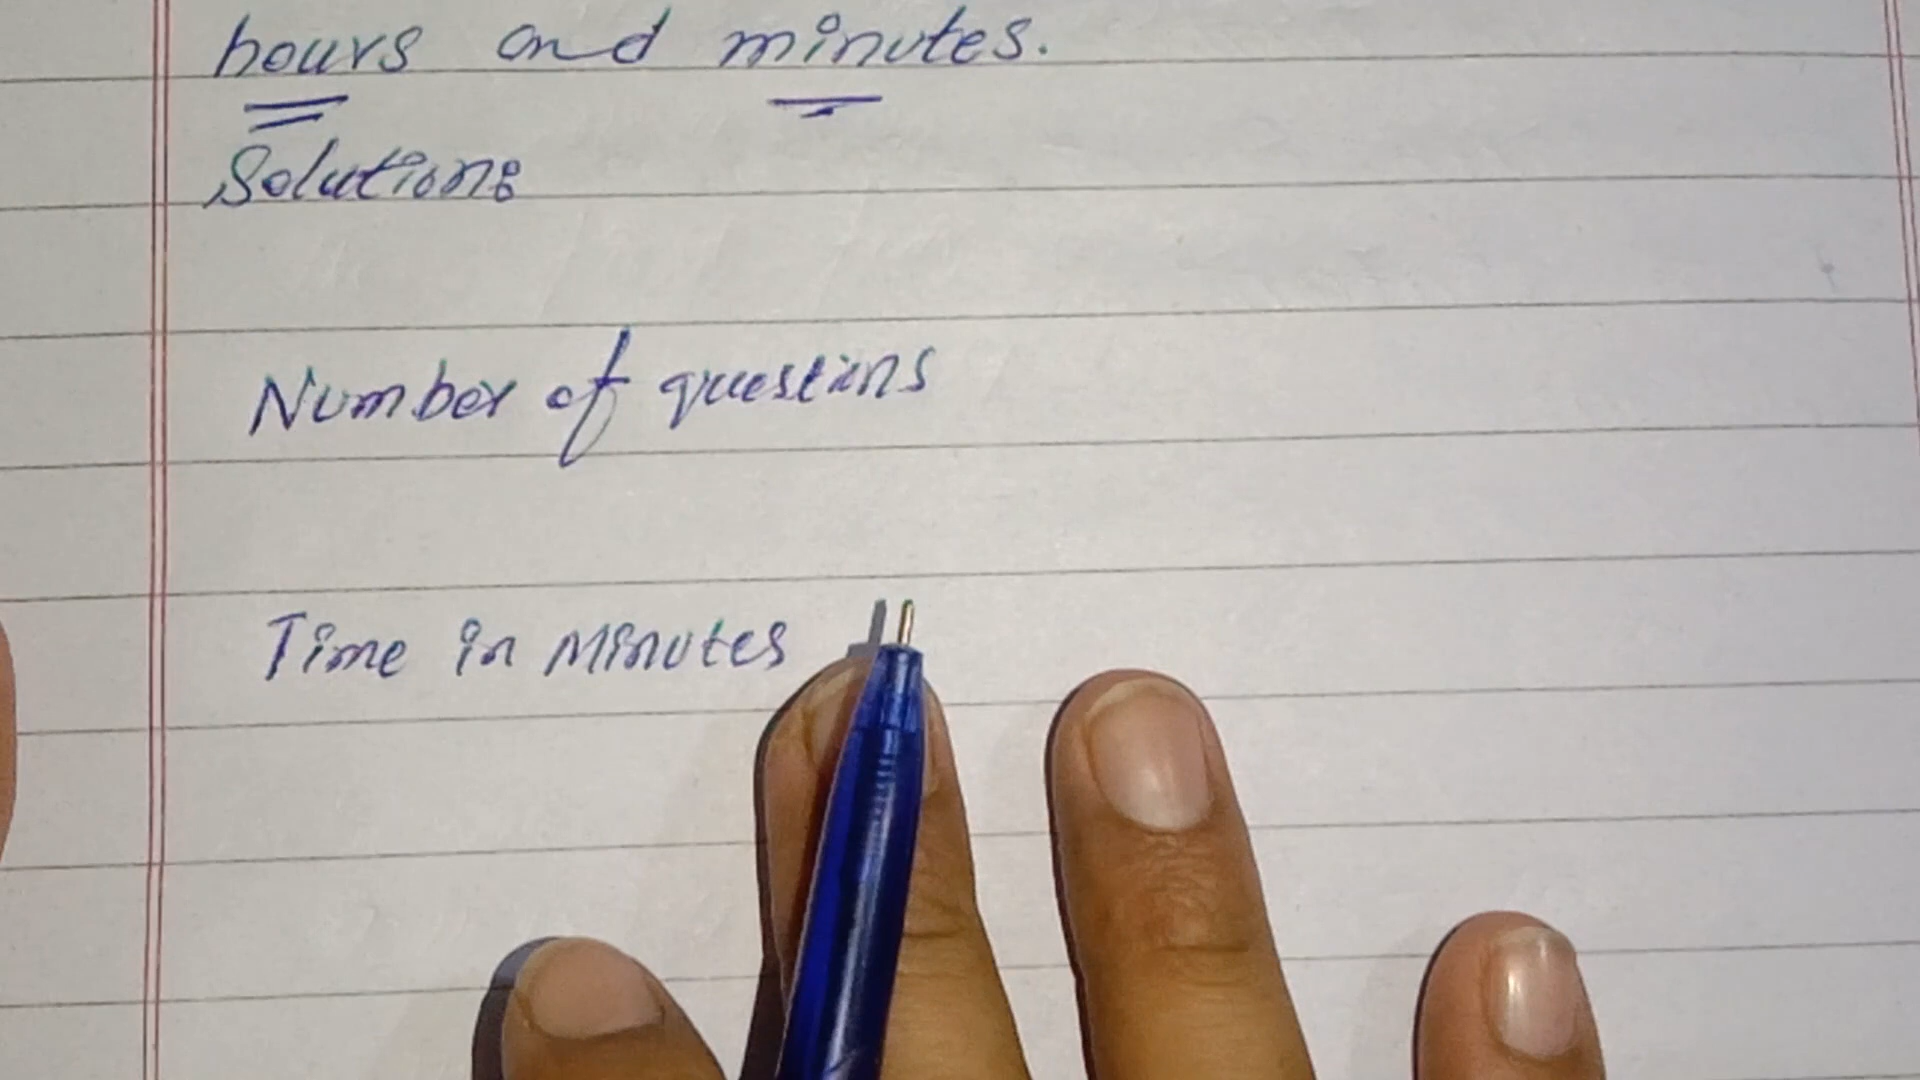 hours and minutes.
Solution:
Number of questions
Time in Minutes